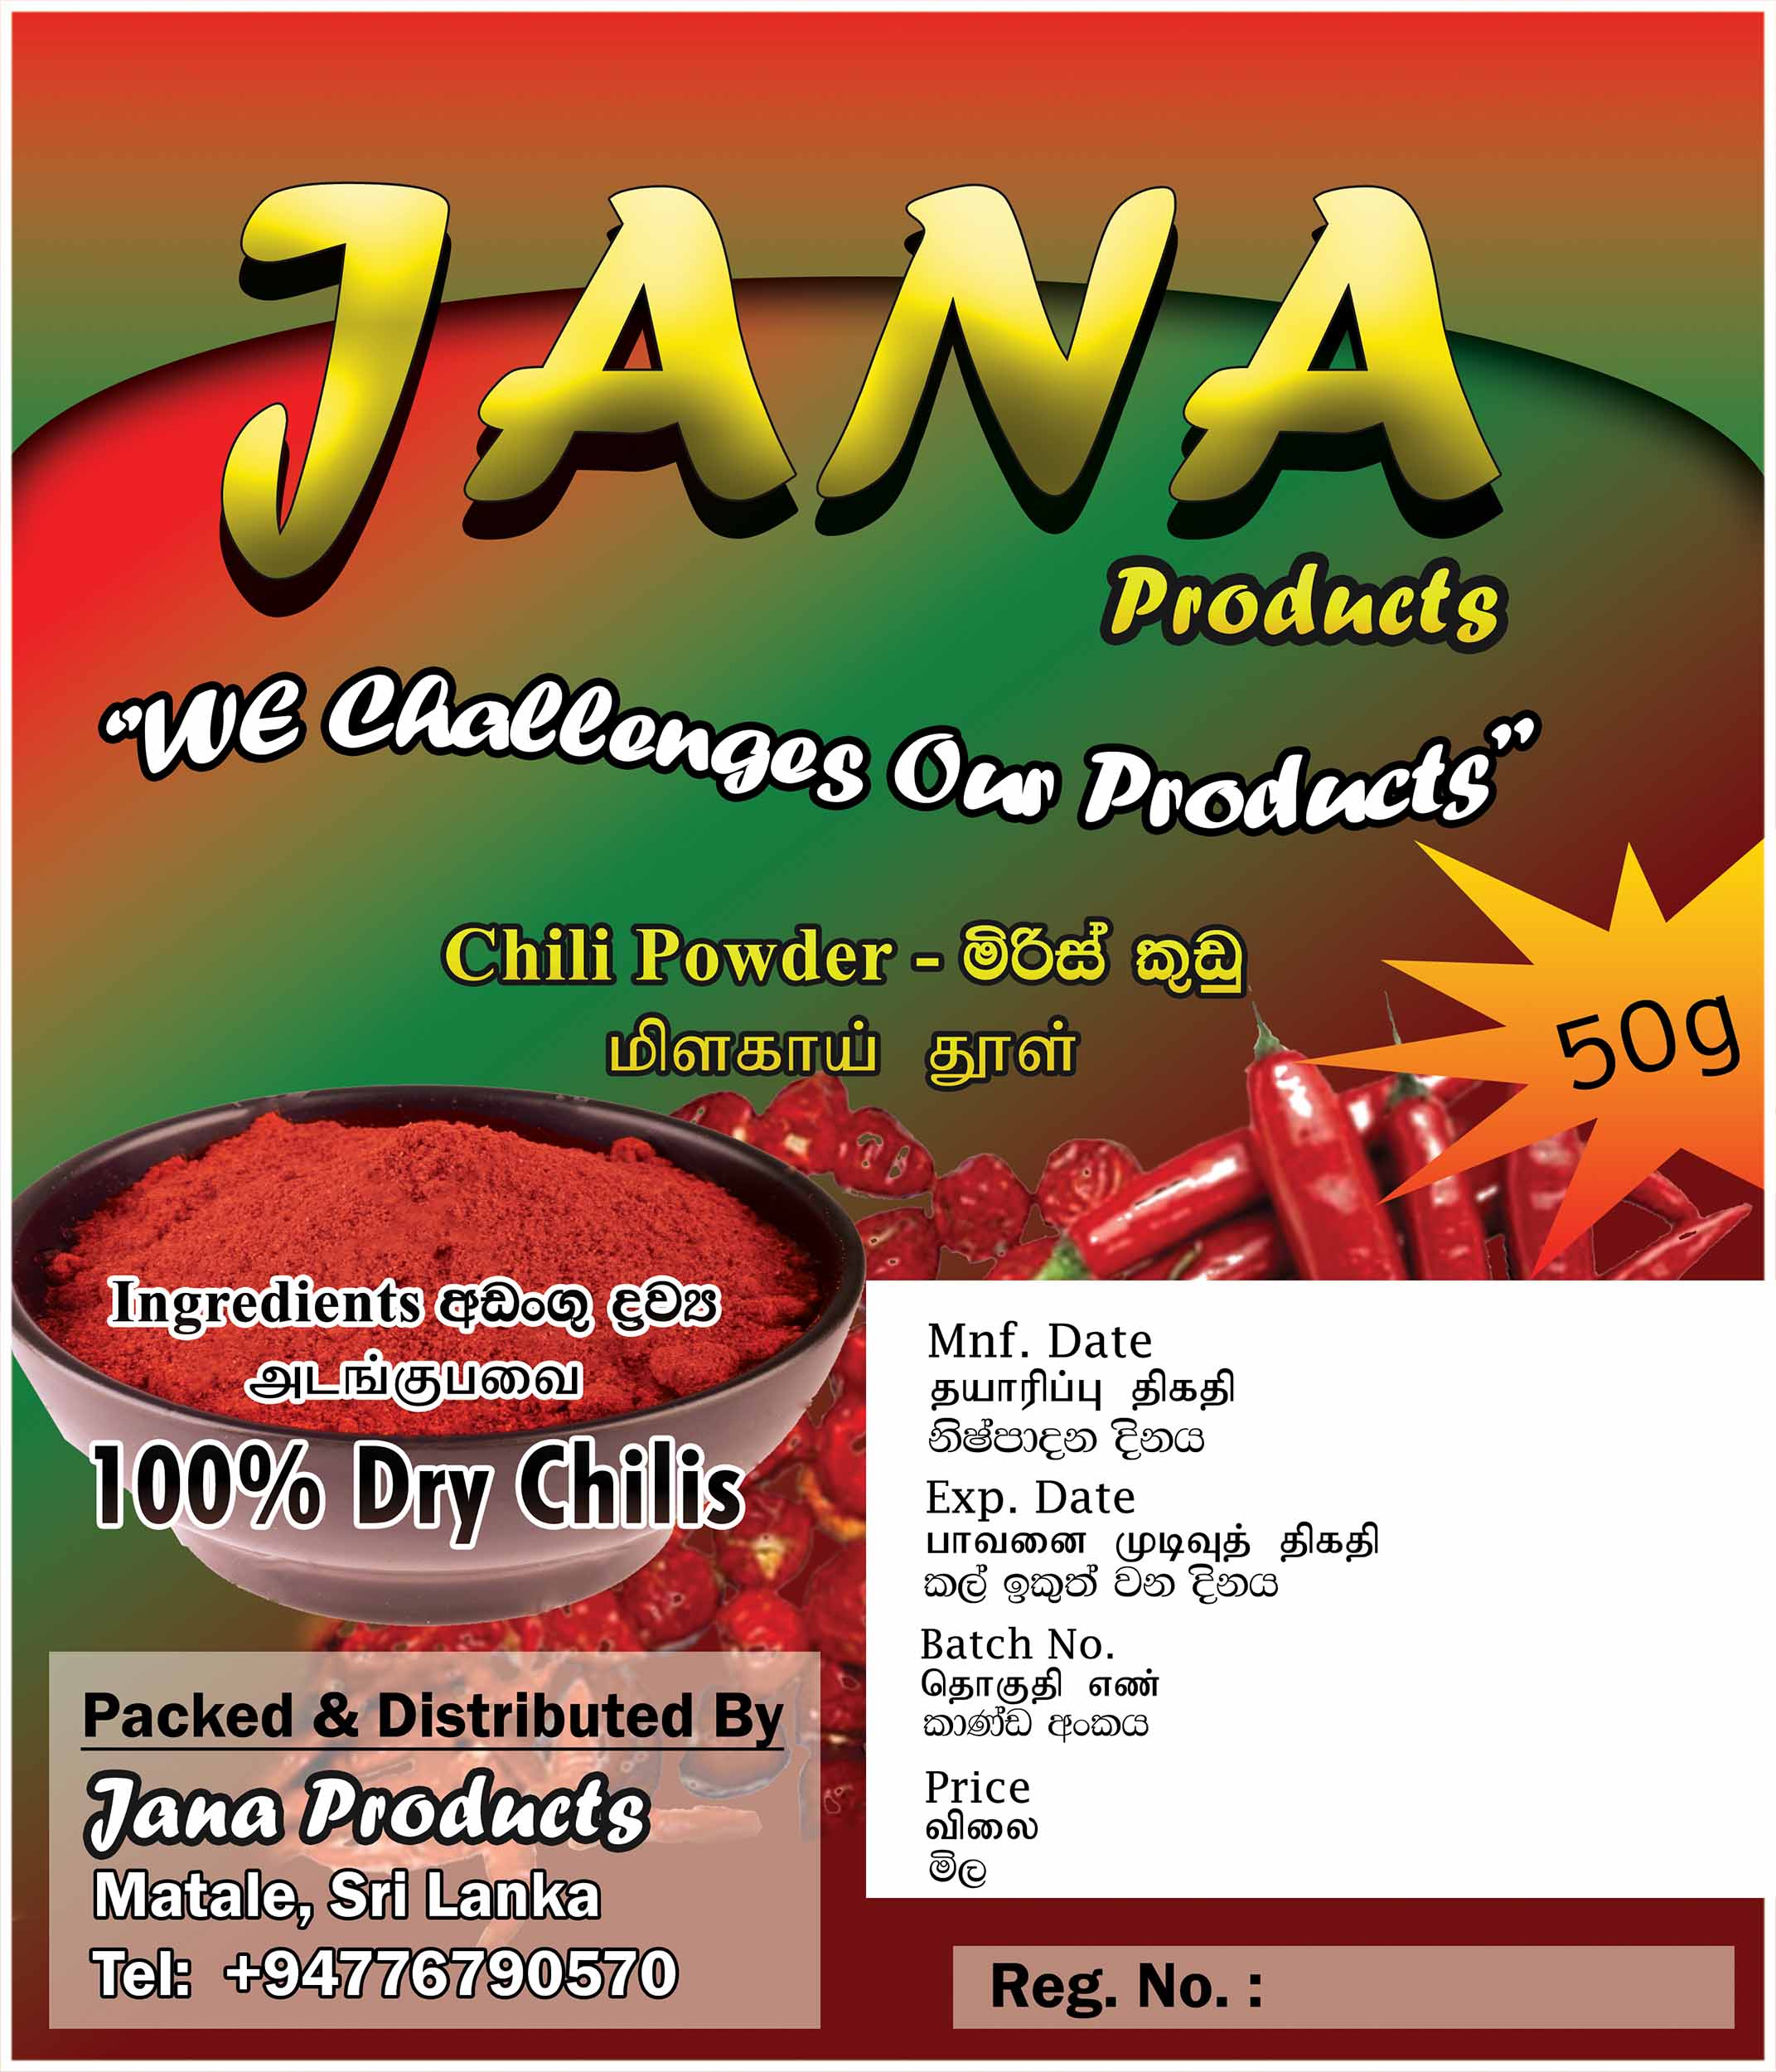 JANA
Products
“WE Challenges Our Products”
Chili Powder - මිරිස් කුඩු
மிளகாய் தூள்
50g
Ingredients අඩංගු ද්‍රව්‍ය
அடங்குபவை
100% Dry Chilis
Mnf. Date
தயாரிப்பு திகதி
නිෂ්පාදන දිනය
Exp. Date
பாவனை முடிவுத் திகதி
කල් ඉකුත් වන දිනය
Batch No.
தொகுதி எண்
කාණ්ඩ අංකය
Price
விலை
මිල
Packed & Distributed By
Jana Products
Matale, Sri Lanka
Tel: +94776790570
Reg. No. :